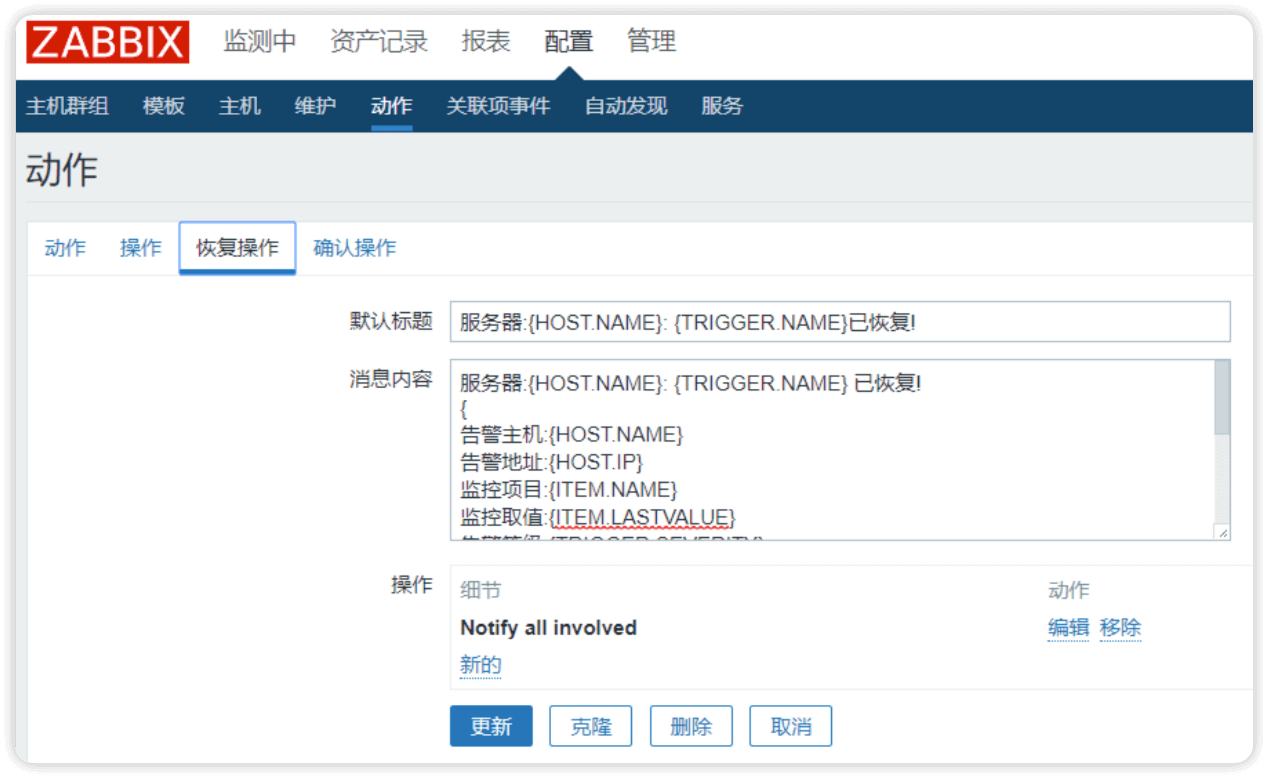 ZABBIX 监测中 资产记录 报表 配置 管理
主机群组 模板 主机 维护 动作 关联项事件 自动发现 服务
动作
动作 操作 恢复操作 确认操作
默认标题 服务器:{HOST.NAME}: {TRIGGER.NAME}已恢复!
消息内容 服务器:{HOST.NAME}: {TRIGGER.NAME} 已恢复!
{
告警主机:{HOST.NAME}
告警地址:{HOST.IP}
监控项目:{ITEM.NAME}
监控取值:{ITEM.LASTVALUE}
告警等级:{TRIGGER.SEVERITY}
操作 细节 动作
Notify all involved 编辑 移除
新的
更新 克隆 删除 取消